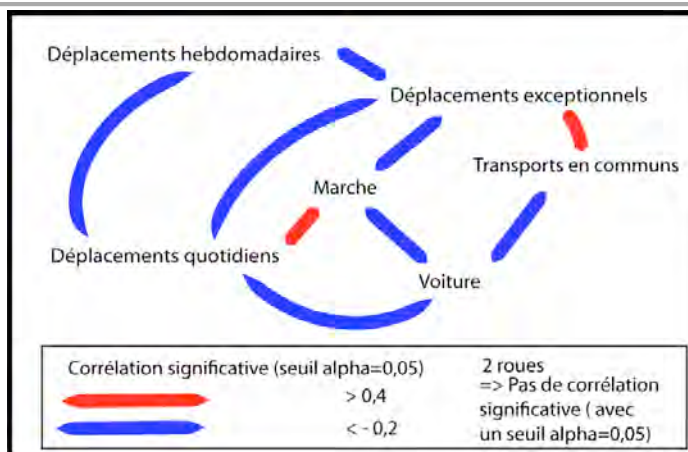 Déplacements hebdomadaires
Déplacements exceptionnels
Transports en communs
Marche
Déplacements quotidiens
Voiture
Corrélation significative (seuil alpha=0,05)
> 0,4
< - 0,2
2 roues
=> Pas de corrélation
significative ( avec
un seuil alpha=0,05)